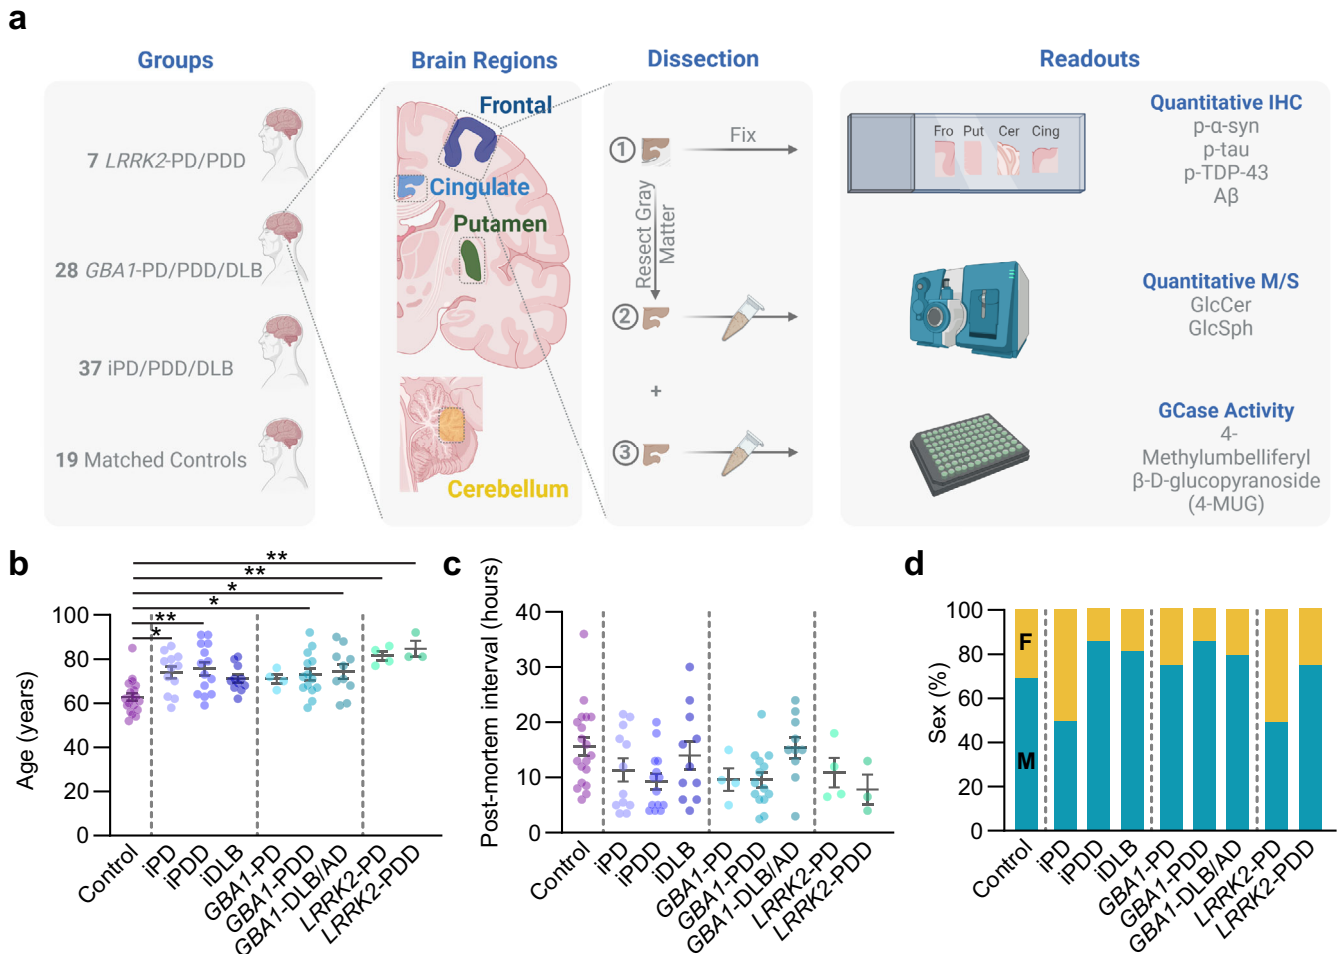 a
Groups
Brain Regions
Dissection
Readouts
7 LRRK2-PD/PDD
28 GBA1-PD/PDD/DLB
37 iPD/PDD/DLB
19 Matched Controls
Frontal
Cingulate
Putamen
Cerebellum
1
Fix
Resect Gray
Matter
2
+
3
Fro Put Cer Cing
Quantitative IHC
p-α-syn
p-tau
p-TDP-43
Aβ
Quantitative M/S
GlcCer
GlcSph
GCase Activity
4-
Methylumbelliferyl
β-D-glucopyranoside
(4-MUG)
b
Age (years)
100
80
60
40
20
0
**
**
*
*
**
*
Control
iPD
iPDD
iDLB
GBA1-PD
GBA1-PDD
GBA1-DLB/AD
LRRK2-PD
LRRK2-PDD
c
Post-mortem interval (hours)
40
30
20
10
0
Control
iPD
iPDD
iDLB
GBA1-PD
GBA1-PDD
GBA1-DLB/AD
LRRK2-PD
LRRK2-PDD
d
Sex (%)
100
80
60
40
20
0
F
M
Control
iPD
iPDD
iDLB
GBA1-PD
GBA1-PDD
GBA1-DLB/AD
LRRK2-PD
LRRK2-PDD